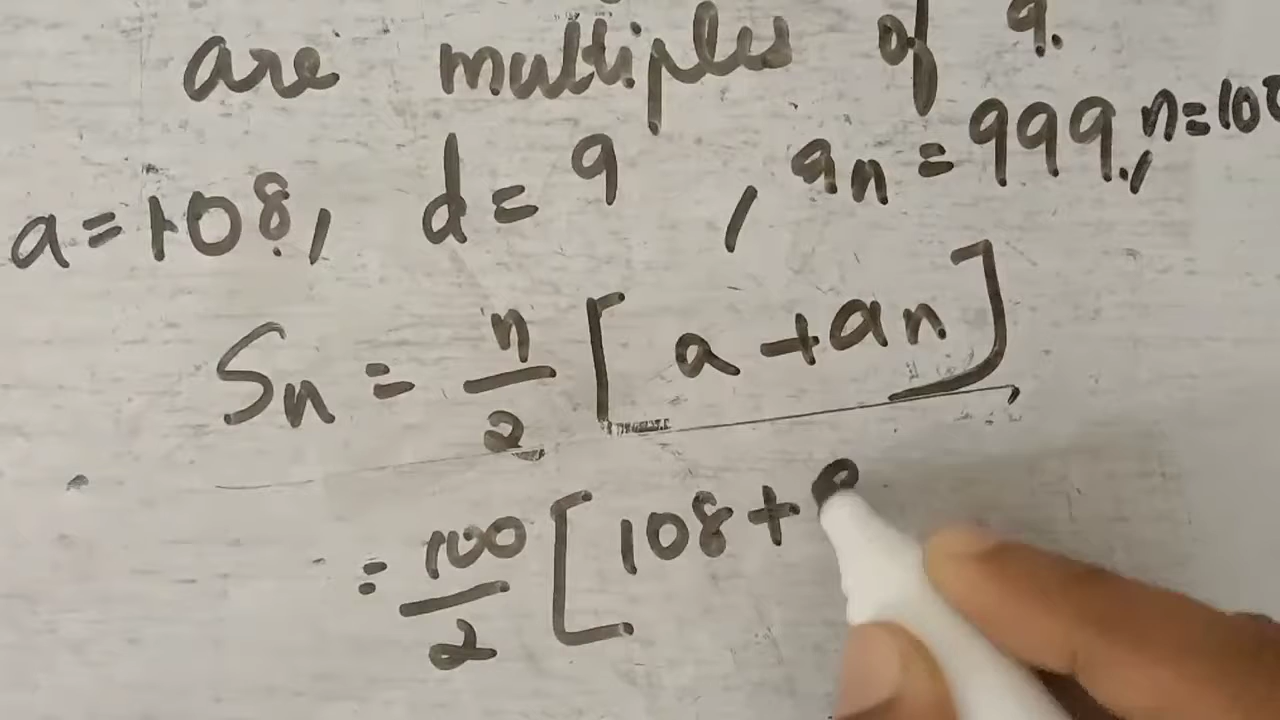 are multiples of 9.
a=108, d=9, an=999, n=100
Sn = n/2 [a+an]
= 100/2 [108+